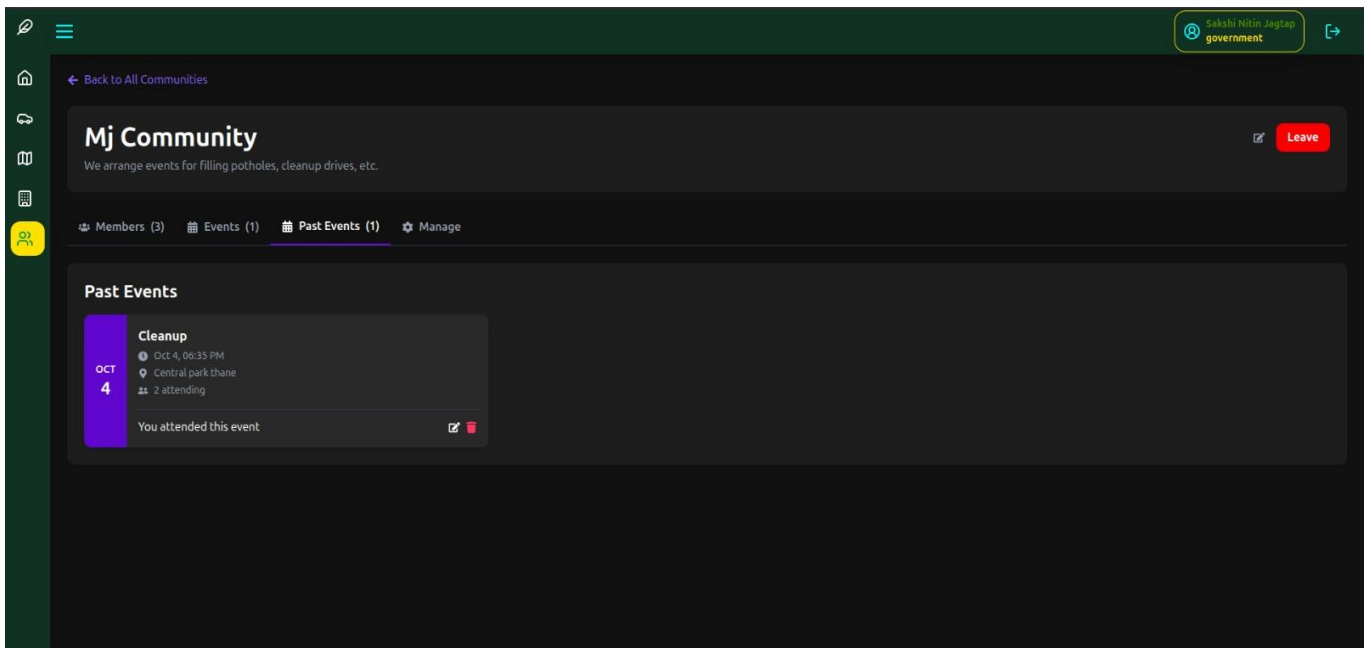 Sakshi Nitin Jagtap
government
Back to All Communities
Mj Community
Leave
We arrange events for filling potholes, cleanup drives, etc.
Members (3) Events (1) Past Events (1) Manage
Past Events
OCT
4
Cleanup
Oct 4, 06:35 PM
Central park thane
2 attending
You attended this event